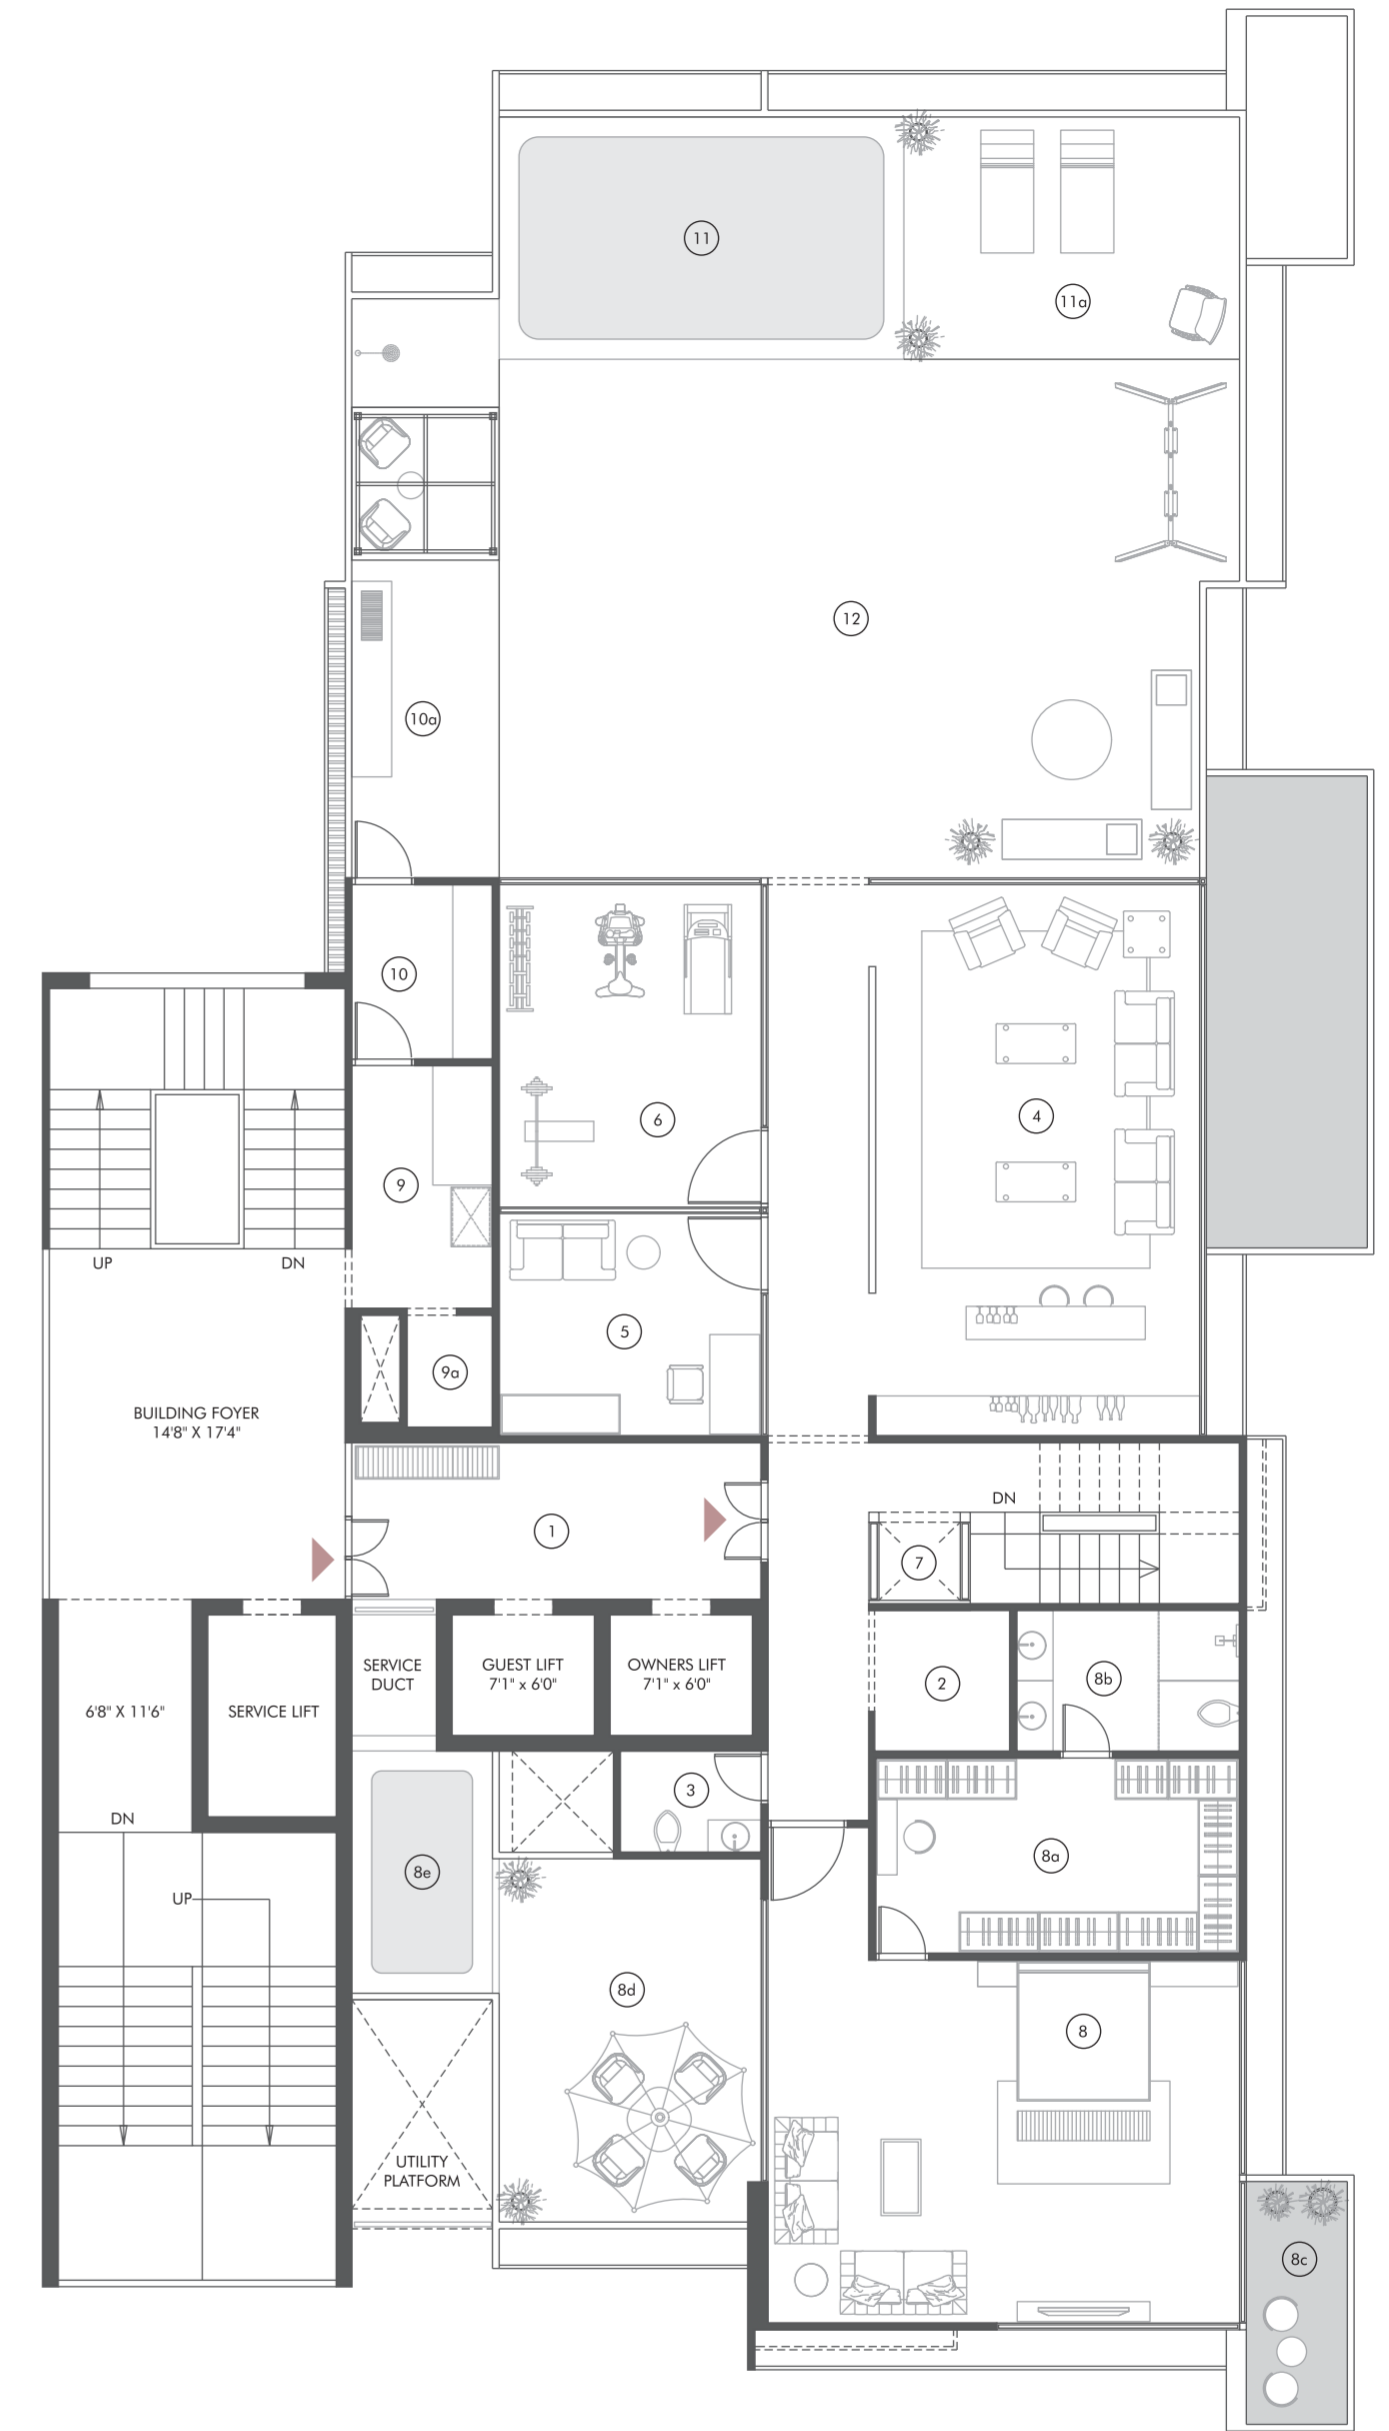 11
11a
12
10a
10
4
6
9
UP
DN
5
9a
BUILDING FOYER
14'8" X 17'4"
DN
1
7
SERVICE
DUCT
GUEST LIFT
7'1" x 6'0"
OWNERS LIFT
7'1" x 6'0"
2
8b
6'8" X 11'6"
SERVICE LIFT
3
DN
8a
8e
UP
8d
8
UTILITY
PLATFORM
8c